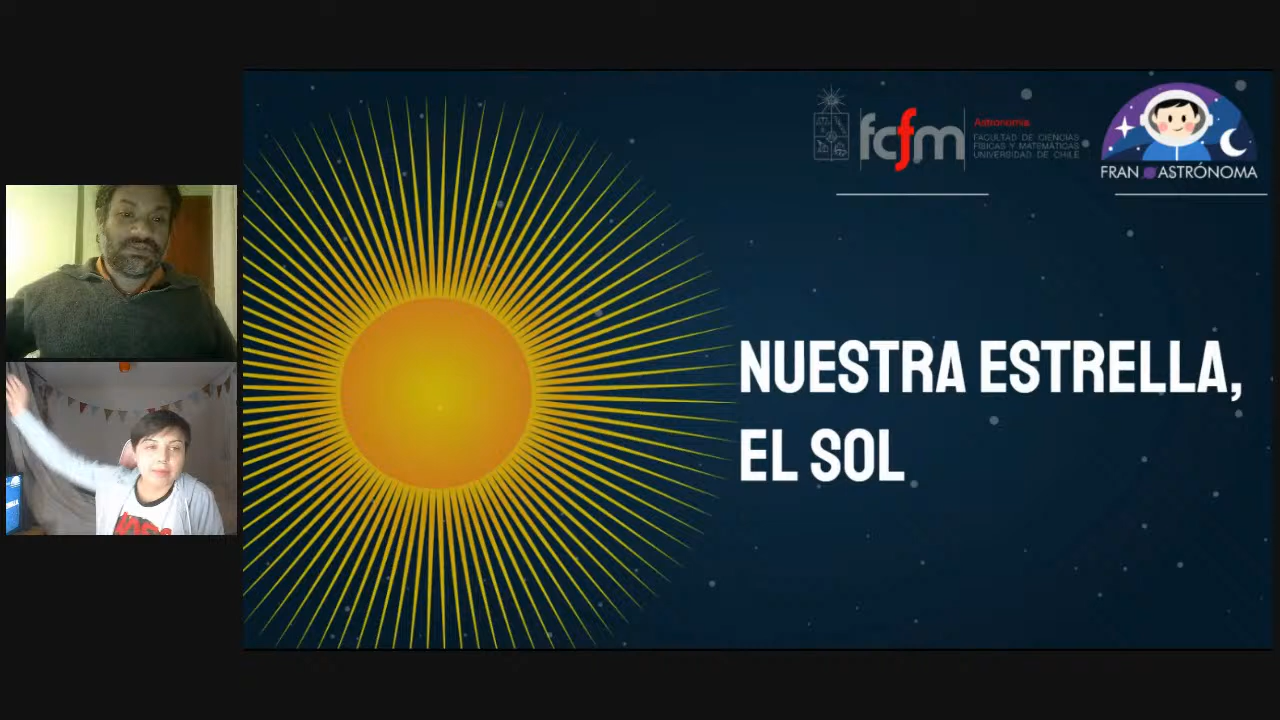 fcfm
Astronomía
FACULTAD DE CIENCIAS
FÍSICAS Y MATEMÁTICAS
UNIVERSIDAD DE CHILE
FRAN ASTRÓNOMA
NUESTRA ESTRELLA,
EL SOL